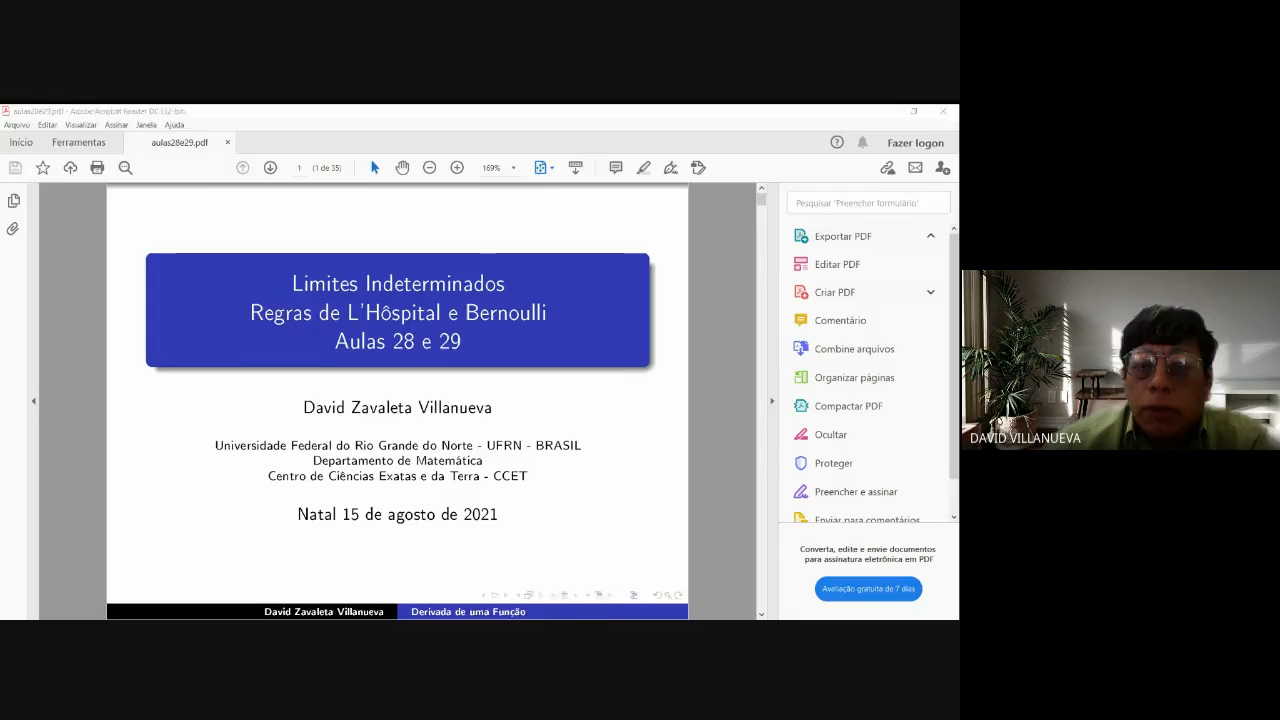 aulas28e29.pdf - Adobe Acrobat Reader DC (32-bit)
Arquivo Editar Visualizar Assinar Janela Ajuda
Início Ferramentas aulas28e29.pdf × Fazer logon
1 (1 de 35) 169%
Limites Indeterminados
Regras de L'Hôspital e Bernoulli
Aulas 28 e 29
David Zavaleta Villanueva
Universidade Federal do Rio Grande do Norte - UFRN - BRASIL
Departamento de Matemática
Centro de Ciências Exatas e da Terra - CCET
Natal 15 de agosto de 2021
David Zavaleta Villanueva Derivada de uma Função
Pesquisar 'Preencher formulário'
Exportar PDF
Editar PDF
Criar PDF
Comentário
Combine arquivos
Organizar páginas
Compactar PDF
Ocultar
Proteger
Preencher e assinar
Enviar para comentários
Converta, edite e envie documentos
para assinatura eletrônica em PDF
Avaliação gratuita de 7 dias
DAVID VILLANUEVA